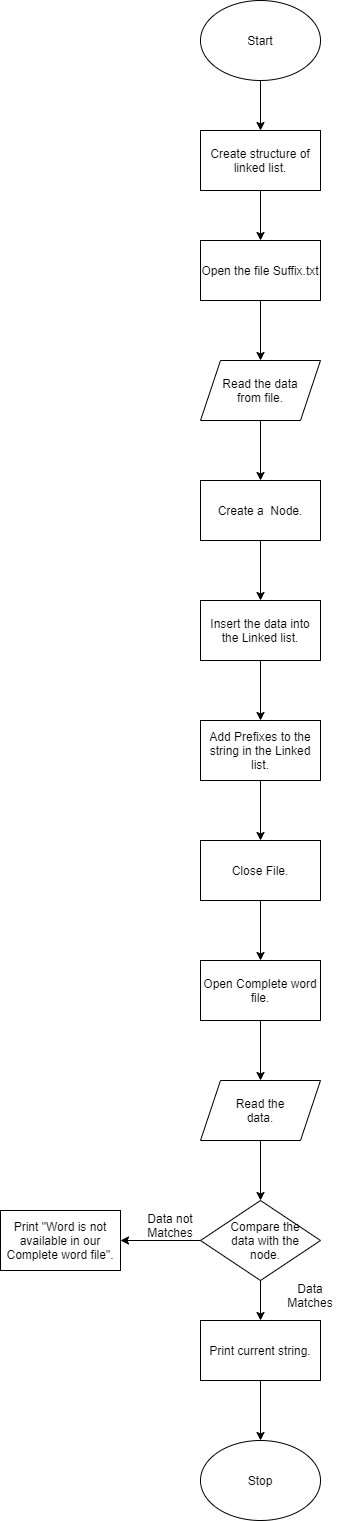 Start
Create structure of
linked list.
Open the file Suffix.txt
Read the data
from file.
Create a  Node.
Insert the data into
the Linked list.
Add Prefixes to the
string in the Linked
list.
Close File.
Open Complete word
file.
Read the
data.
Compare the
data with the
node.
Data not
Matches
Print "Word is not
available in our
Complete word file".
Data
Matches
Print current string.
Stop